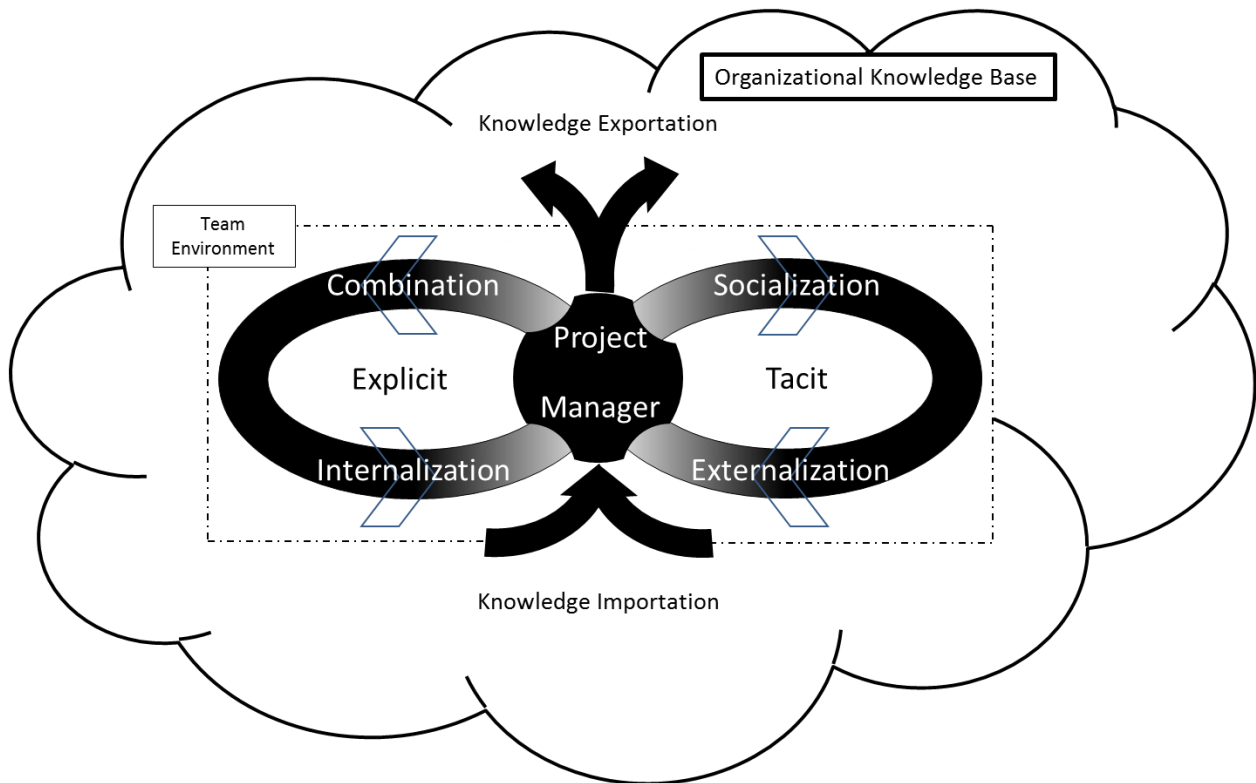 Organizational Knowledge Base
Knowledge Exportation
Team
Environment
Combination
Socialization
Project
Manager
Explicit
Tacit
Internalization
Externalization
Knowledge Importation